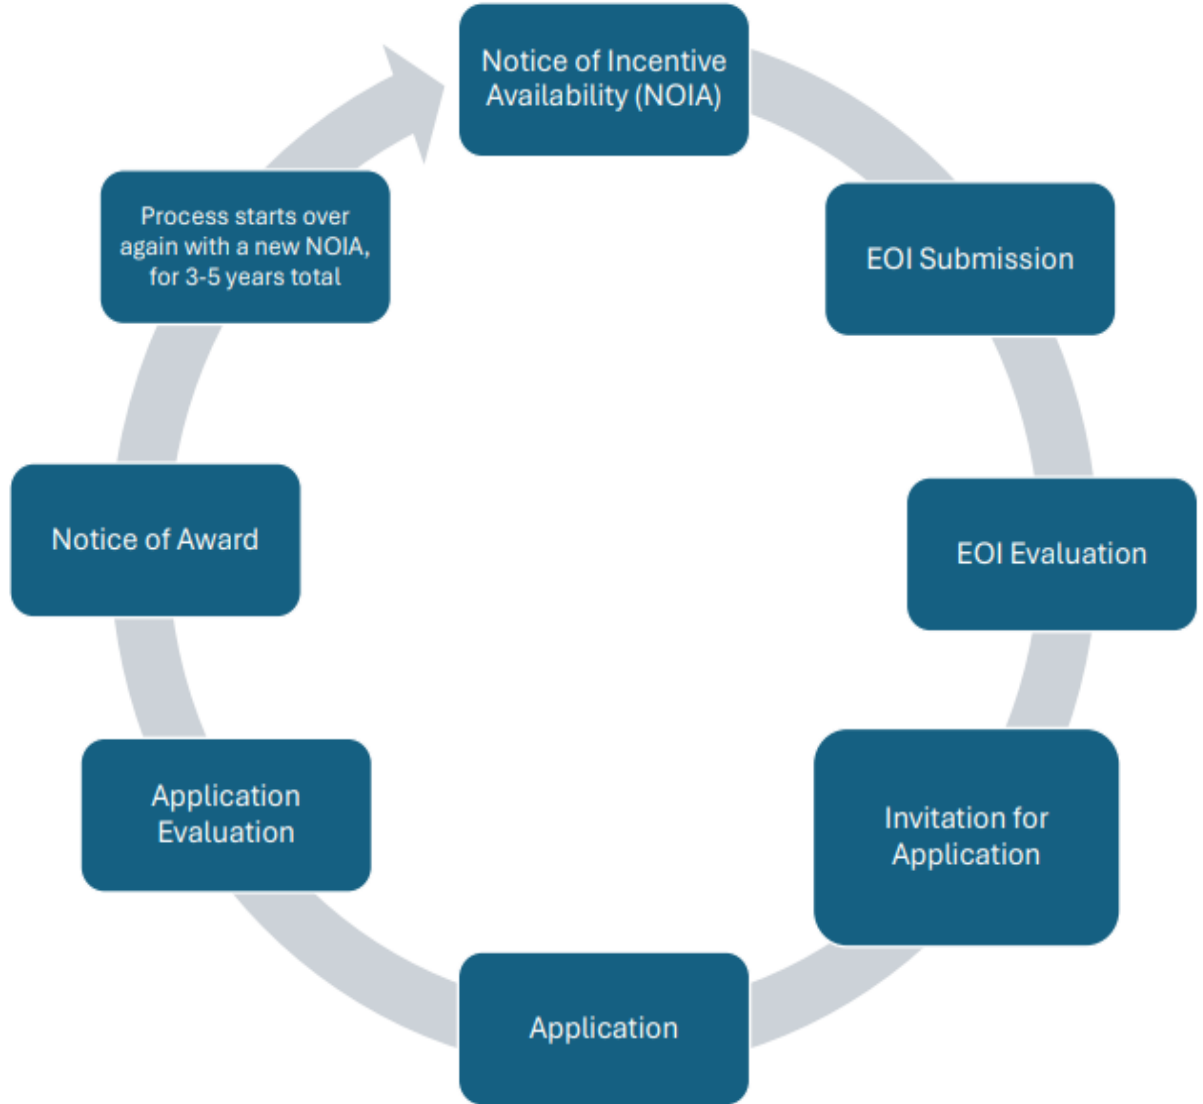 Notice of Incentive
Availability (NOIA)
EOI Submission
EOI Evaluation
Invitation for
Application
Application
Application
Evaluation
Notice of Award
Process starts over
again with a new NOIA,
for 3-5 years total